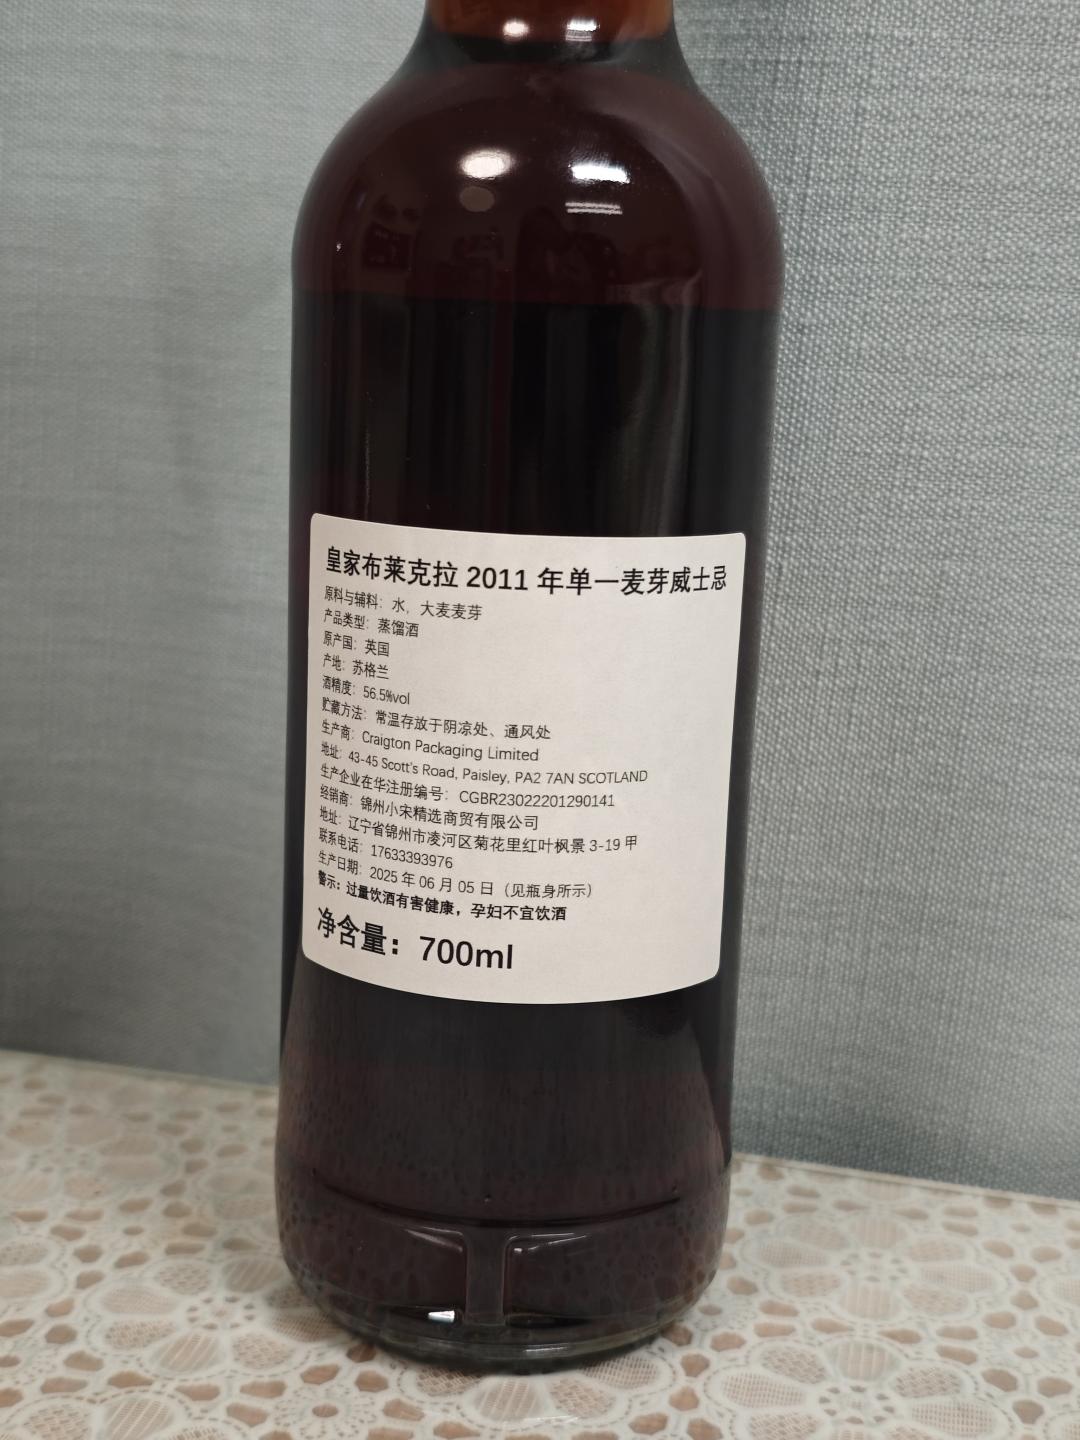 皇家布莱克拉 2011 年单一麦芽威士忌
原料与辅料：水，大麦麦芽
产品类型：蒸馏酒
原产国：英国
产地：苏格兰
酒精度：56.5%vol
贮藏方法：常温存放于阴凉处、通风处
生产商：Craigton Packaging Limited
地址：43-45 Scott's Road, Paisley, PA2 7AN SCOTLAND
生产企业在华注册编号：CGBR23022201290141
经销商：锦州小宋精选商贸有限公司
地址：辽宁省锦州市凌河区菊花里红叶枫景 3-19 甲
联系电话：17633393976
生产日期：2025 年 06 月 05 日（见瓶身所示）
警示：过量饮酒有害健康，孕妇不宜饮酒
净含量：700ml